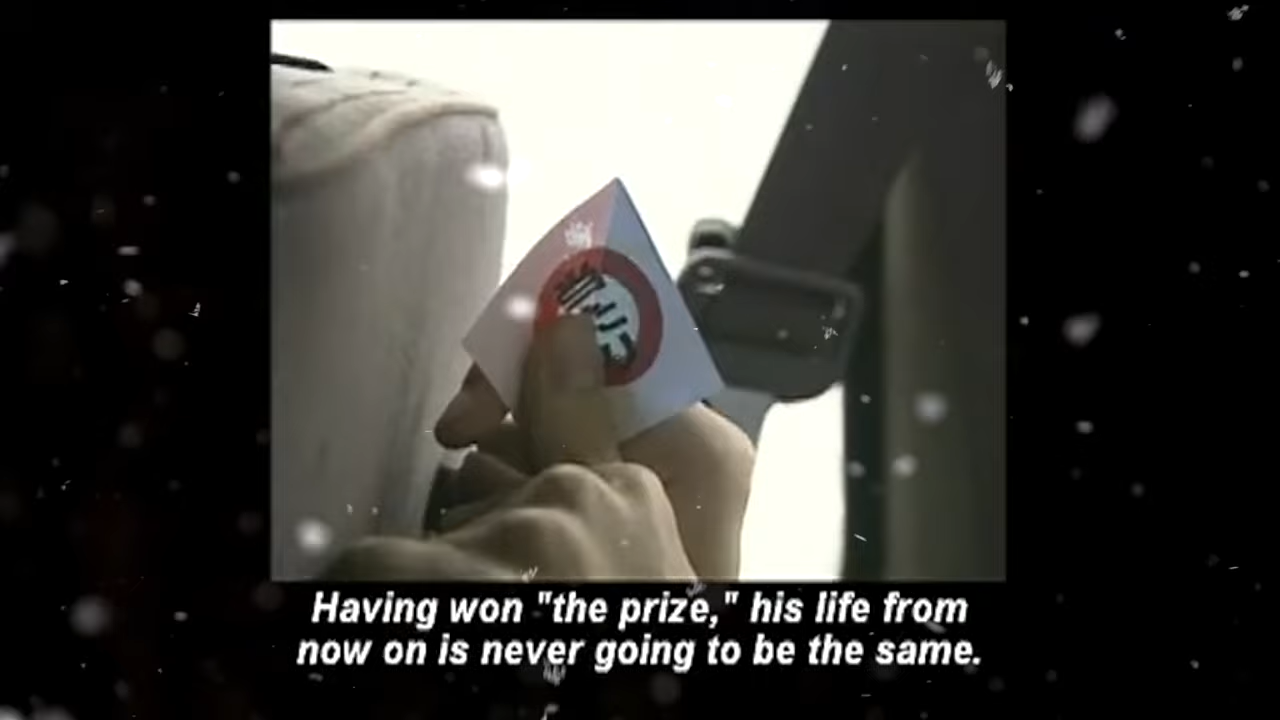 Having won "the prize," his life from
now on is never going to be the same.